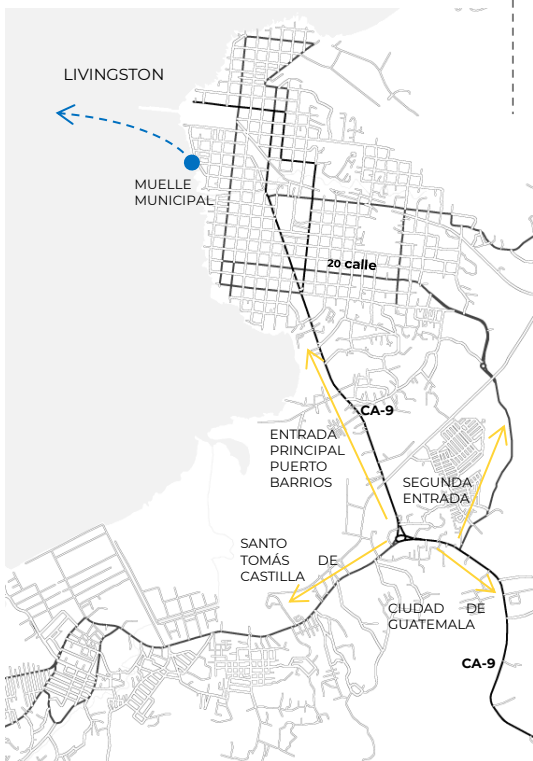 LIVINGSTON
MUELLE
MUNICIPAL
20 calle
CA-9
ENTRADA
PRINCIPAL
PUERTO
BARRIOS
SEGUNDA
ENTRADA
SANTO
TOMÁS DE
CASTILLA
CIUDAD DE
GUATEMALA
CA-9